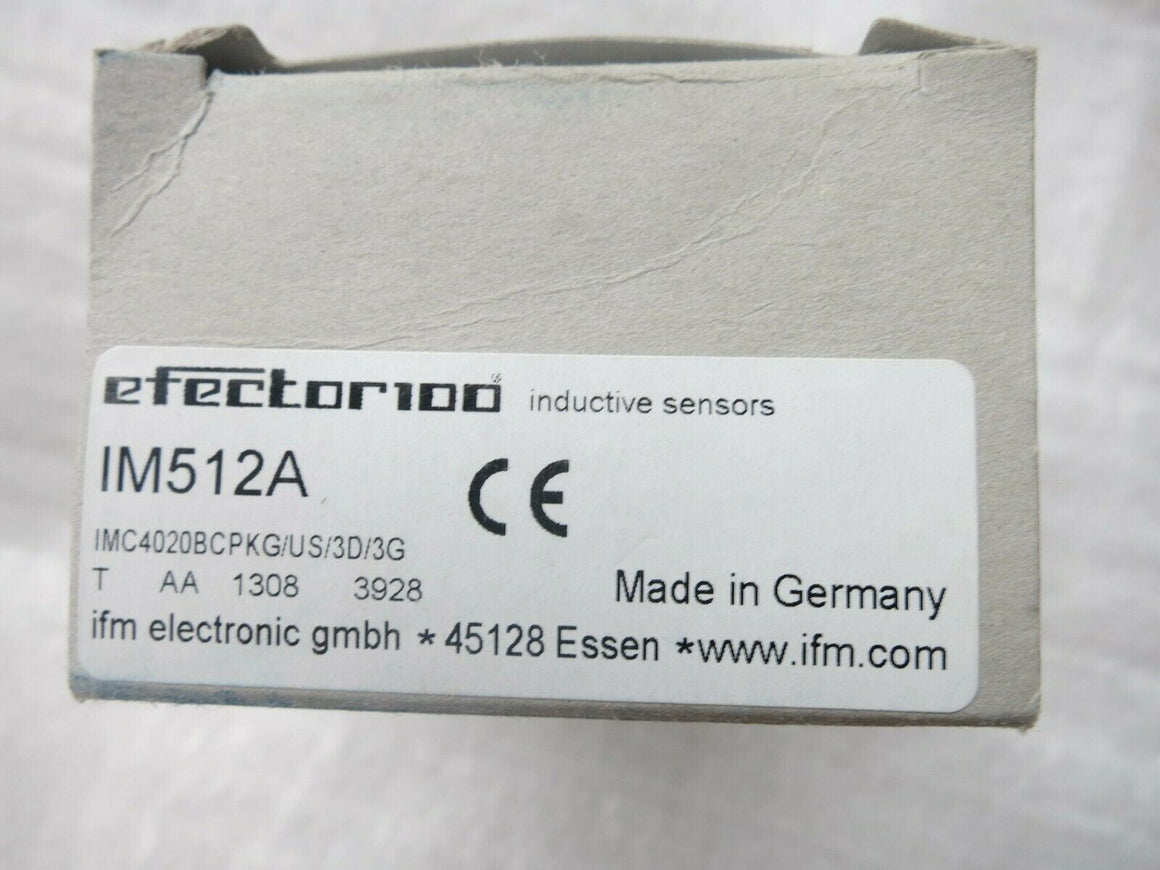 efector100® inductive sensors
IM512A
CE
IMC4020BCPKG/US/3D/3G
T AA 1308 3928
Made in Germany
ifm electronic gmbh * 45128 Essen *www.ifm.com